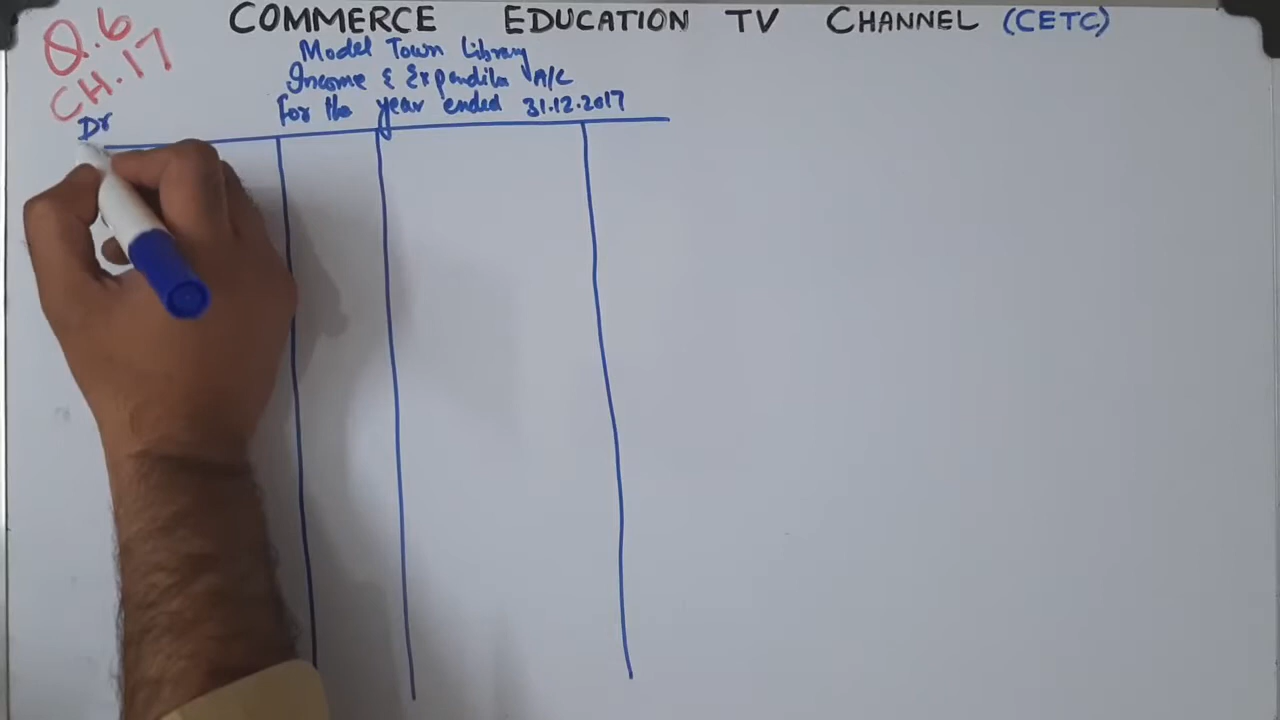 COMMERCE EDUCATION TV CHANNEL (CETC)
Q.6
CH.17
Model Town Library
Income & Expenditure A/C
For the year ended 31.12.2017
Dr